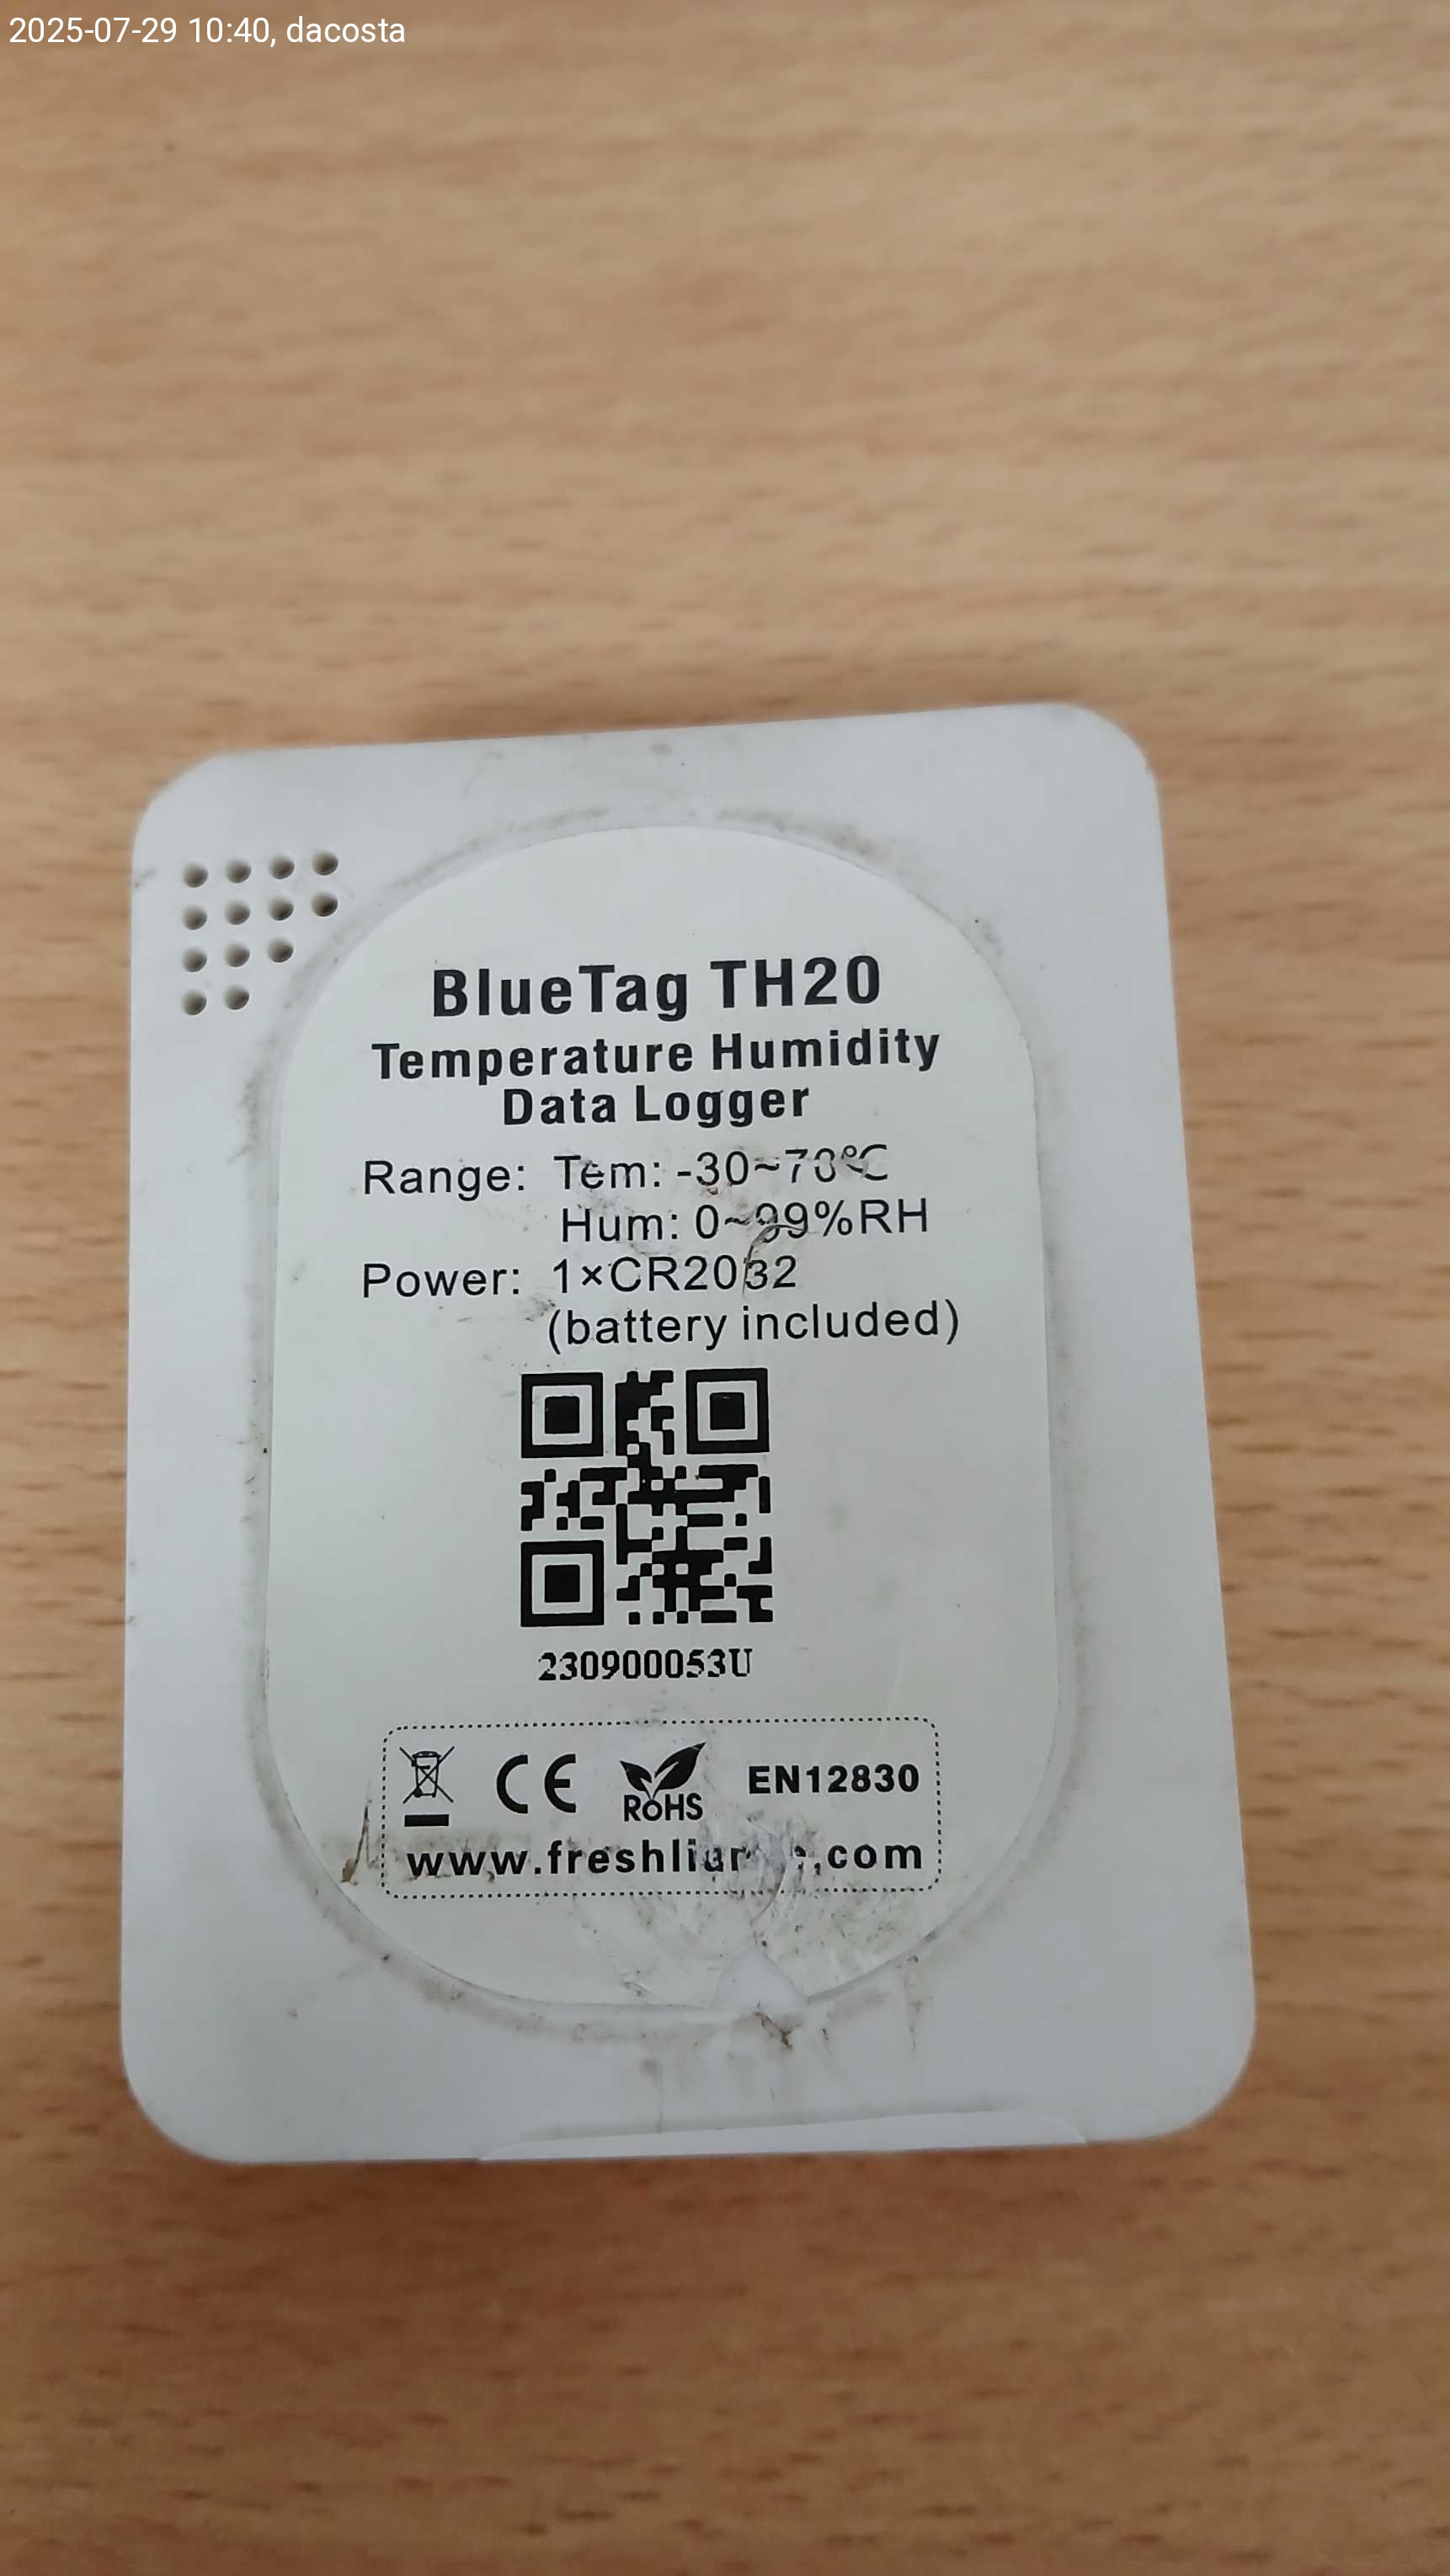 2025-07-29 10:40, dacosta
BlueTag TH20
Temperature Humidity
Data Logger
Range: Tem: -30~70℃
Hum: 0~99%RH
Power: 1×CR2032
(battery included)
230900053U
CE ROHS EN12830